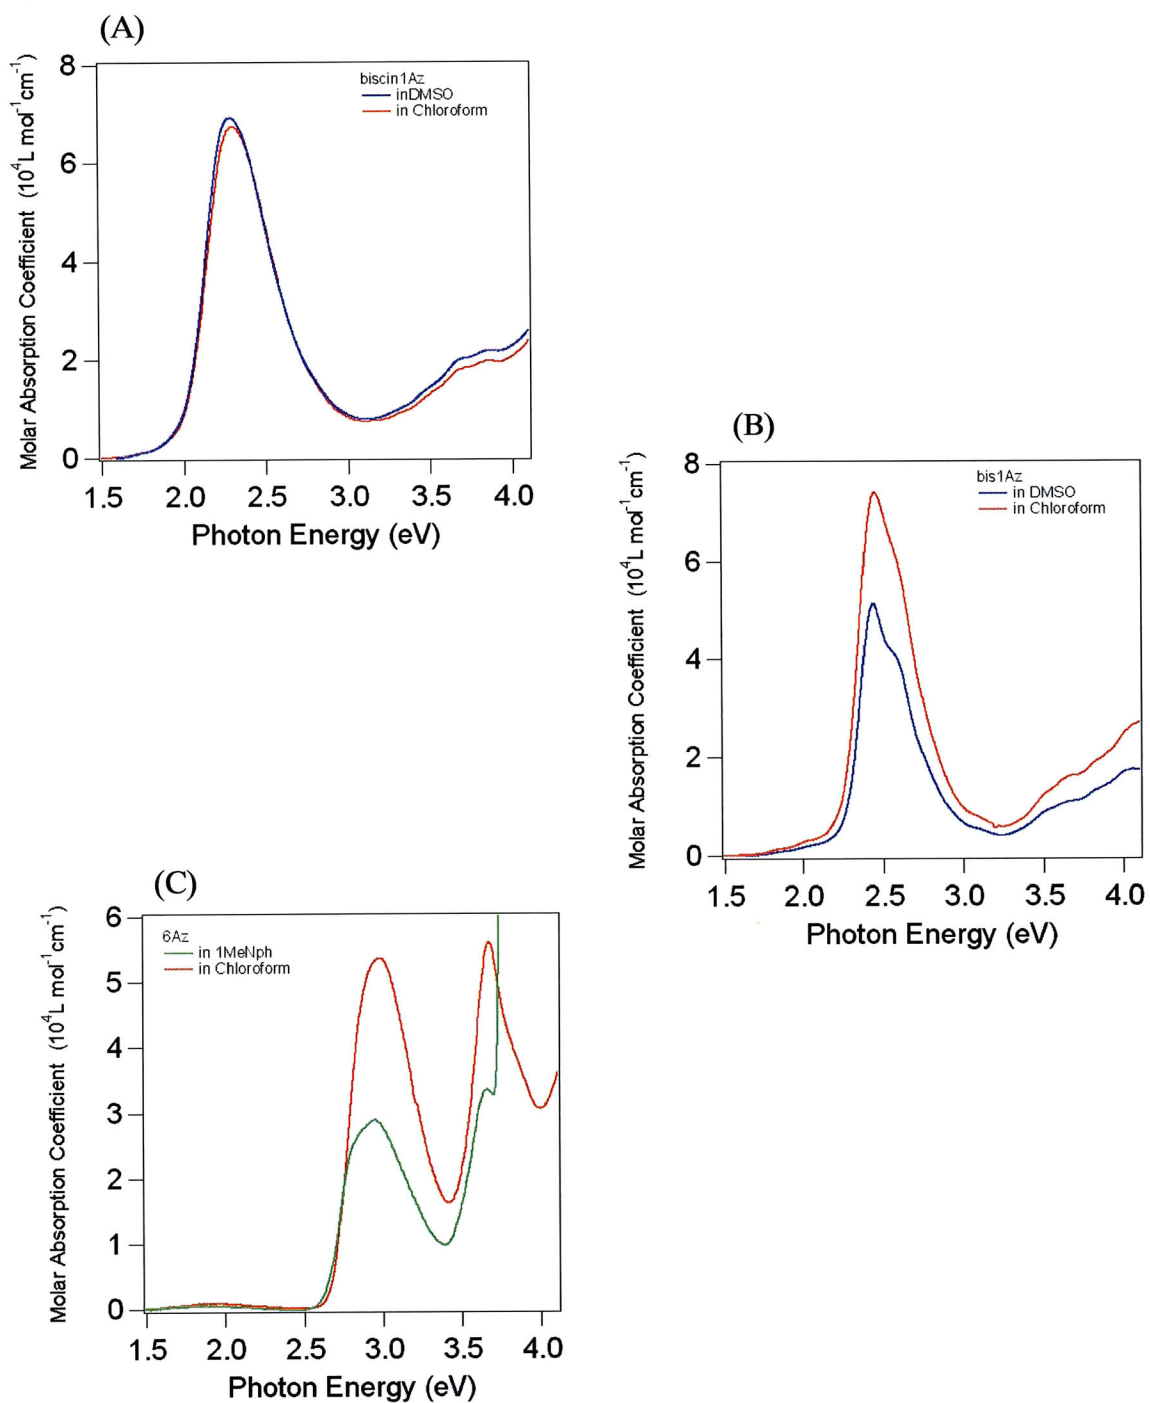 (A)
Molar Absorption Coefficient (10⁴L mol⁻¹cm⁻¹)
8
6
4
2
0
biscin1Az
inDMSO
in Chloroform
1.5 2.0 2.5 3.0 3.5 4.0
Photon Energy (eV)
(B)
Molar Absorption Coefficient (10⁴L mol⁻¹cm⁻¹)
8
6
4
2
0
bis1Az
in DMSO
in Chloroform
1.5 2.0 2.5 3.0 3.5 4.0
Photon Energy (eV)
(C)
Molar Absorption Coefficient (10⁴L mol⁻¹cm⁻¹)
6
5
4
3
2
1
0
6Az
in 1MeNph
in Chloroform
1.5 2.0 2.5 3.0 3.5 4.0
Photon Energy (eV)